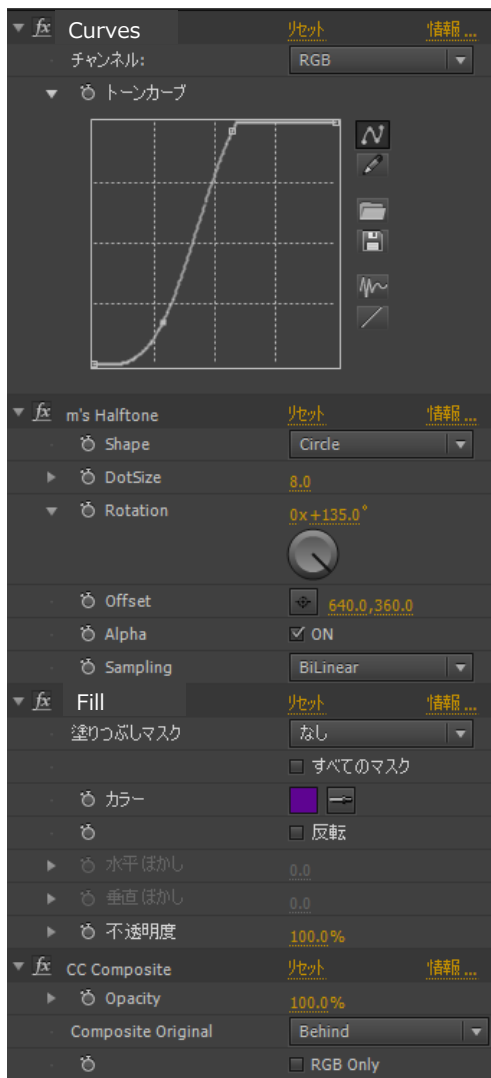 fx Curves リセット 情報...
チャンネル: RGB
トーンカーブ
fx m's Halftone リセット 情報...
Shape Circle
DotSize 8.0
Rotation 0x+135.0°
Offset 640.0,360.0
Alpha ON
Sampling BiLinear
fx Fill リセット 情報...
塗りつぶしマスク なし
すべてのマスク
カラー
反転
水平ぼかし 0.0
垂直ぼかし 0.0
不透明度 100.0%
fx CC Composite リセット 情報...
Opacity 100.0%
Composite Original Behind
RGB Only